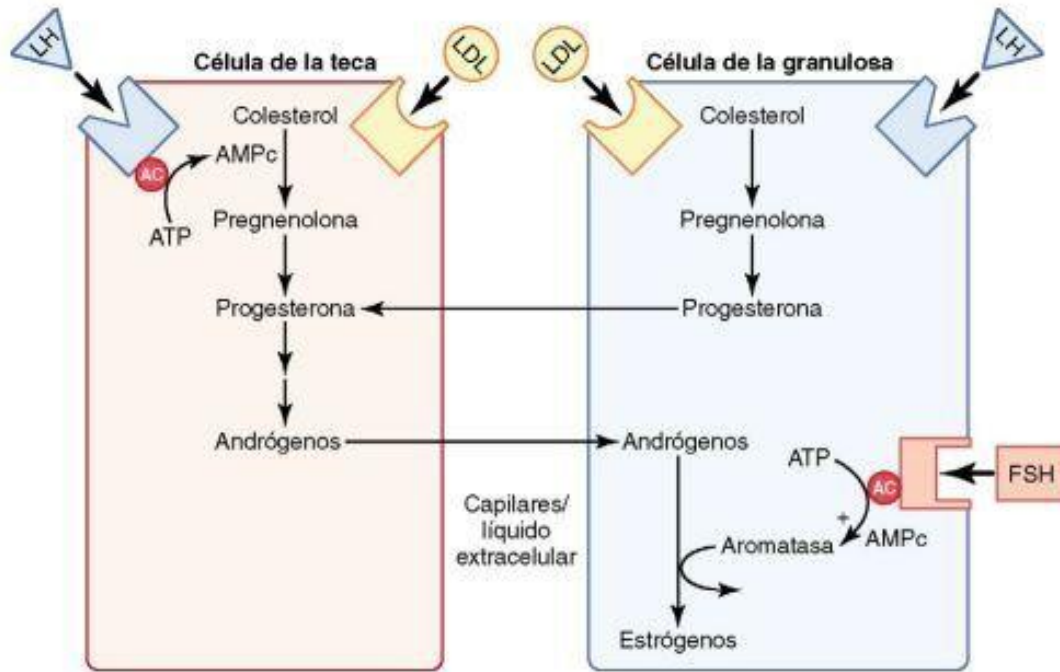 LH
LDL
LDL
LH
Célula de la teca
Célula de la granulosa
Colesterol
Colesterol
AMPc
AC
ATP
Pregnenolona
Pregnenolona
Progesterona
Progesterona
Andrógenos
Andrógenos
ATP
AC
FSH
Capilares/
líquido
extracelular
+
Aromatasa
AMPc
Estrógenos